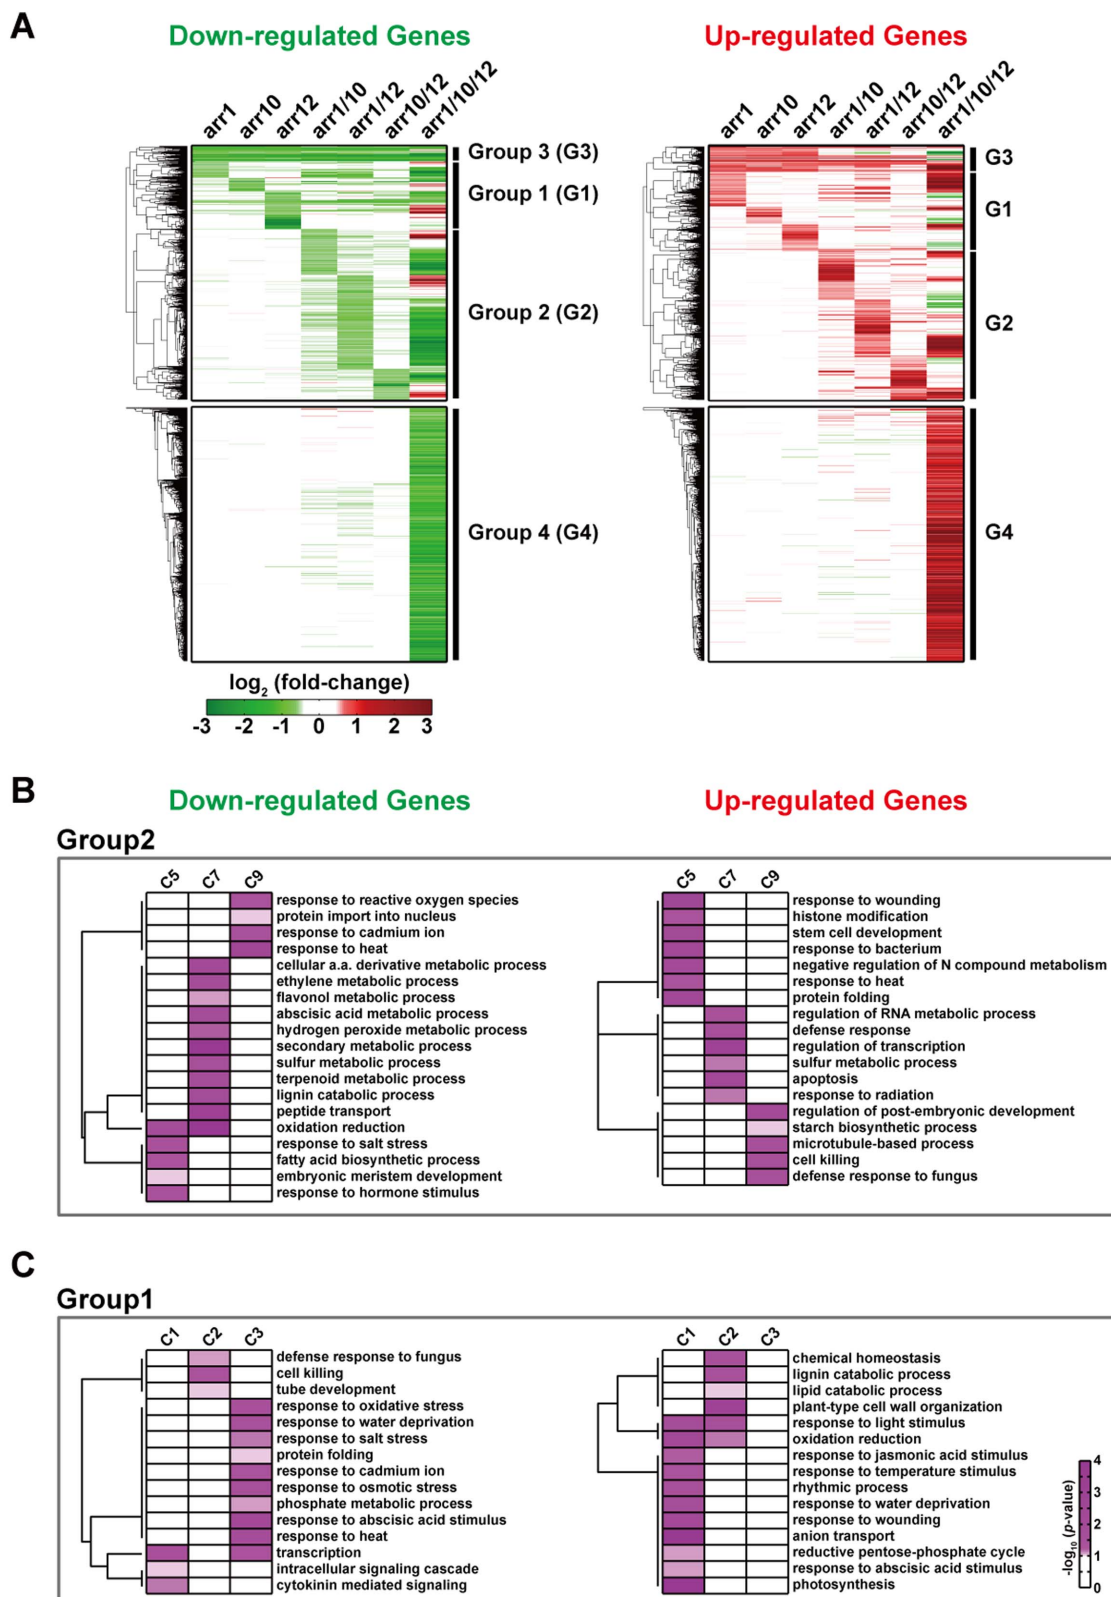 A
Down-regulated Genes
Up-regulated Genes
arr1 arr10 arr12 arr1/10 arr1/12 arr10/12 arr1/10/12
arr1 arr10 arr12 arr1/10 arr1/12 arr10/12 arr1/10/12
Group 3 (G3)
Group 1 (G1)
Group 2 (G2)
Group 4 (G4)
G3
G1
G2
G4
log2 (fold-change)
-3 -2 -1 0 1 2 3
B
Down-regulated Genes
Up-regulated Genes
Group2
C5 C7 C9
response to reactive oxygen species
protein import into nucleus
response to cadmium ion
response to heat
cellular a.a. derivative metabolic process
ethylene metabolic process
flavonol metabolic process
abscisic acid metabolic process
hydrogen peroxide metabolic process
secondary metabolic process
sulfur metabolic process
terpenoid metabolic process
lignin catabolic process
peptide transport
oxidation reduction
response to salt stress
fatty acid biosynthetic process
embryonic meristem development
response to hormone stimulus
C5 C7 C9
response to wounding
histone modification
stem cell development
response to bacterium
negative regulation of N compound metabolism
response to heat
protein folding
regulation of RNA metabolic process
defense response
regulation of transcription
sulfur metabolic process
apoptosis
response to radiation
regulation of post-embryonic development
starch biosynthetic process
microtubule-based process
cell killing
defense response to fungus
C
Group1
C1 C2 C3
defense response to fungus
cell killing
tube development
response to oxidative stress
response to water deprivation
response to salt stress
protein folding
response to cadmium ion
response to osmotic stress
phosphate metabolic process
response to abscisic acid stimulus
response to heat
transcription
intracellular signaling cascade
cytokinin mediated signaling
C1 C2 C3
chemical homeostasis
lignin catabolic process
lipid catabolic process
plant-type cell wall organization
response to light stimulus
oxidation reduction
response to jasmonic acid stimulus
response to temperature stimulus
rhythmic process
response to water deprivation
response to wounding
anion transport
reductive pentose-phosphate cycle
response to abscisic acid stimulus
photosynthesis
-log10 (p-value)
4
3
2
1
0